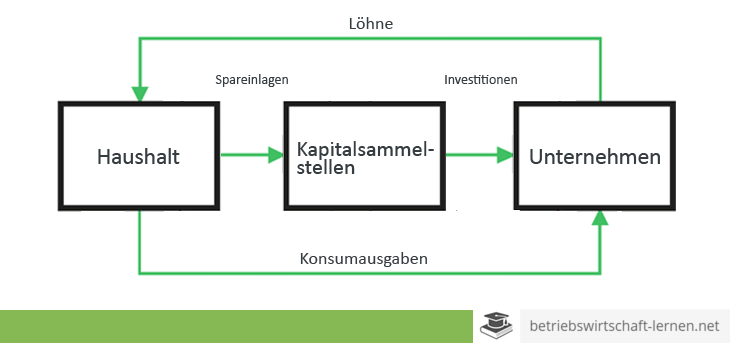 Löhne
Spareinlagen
Investitionen
Haushalt
Kapitalsammel-
stellen
Unternehmen
Konsumausgaben
betriebswirtschaft-lernen.net